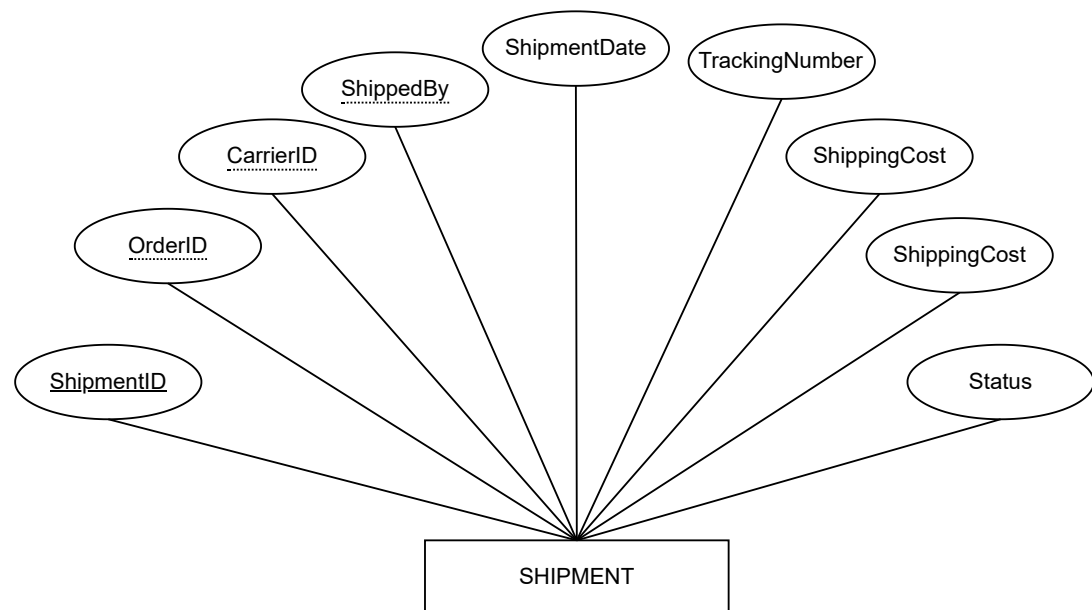 ShipmentDate
TrackingNumber
ShippedBy
CarrierID
ShippingCost
OrderID
ShippingCost
ShipmentID
Status
SHIPMENT